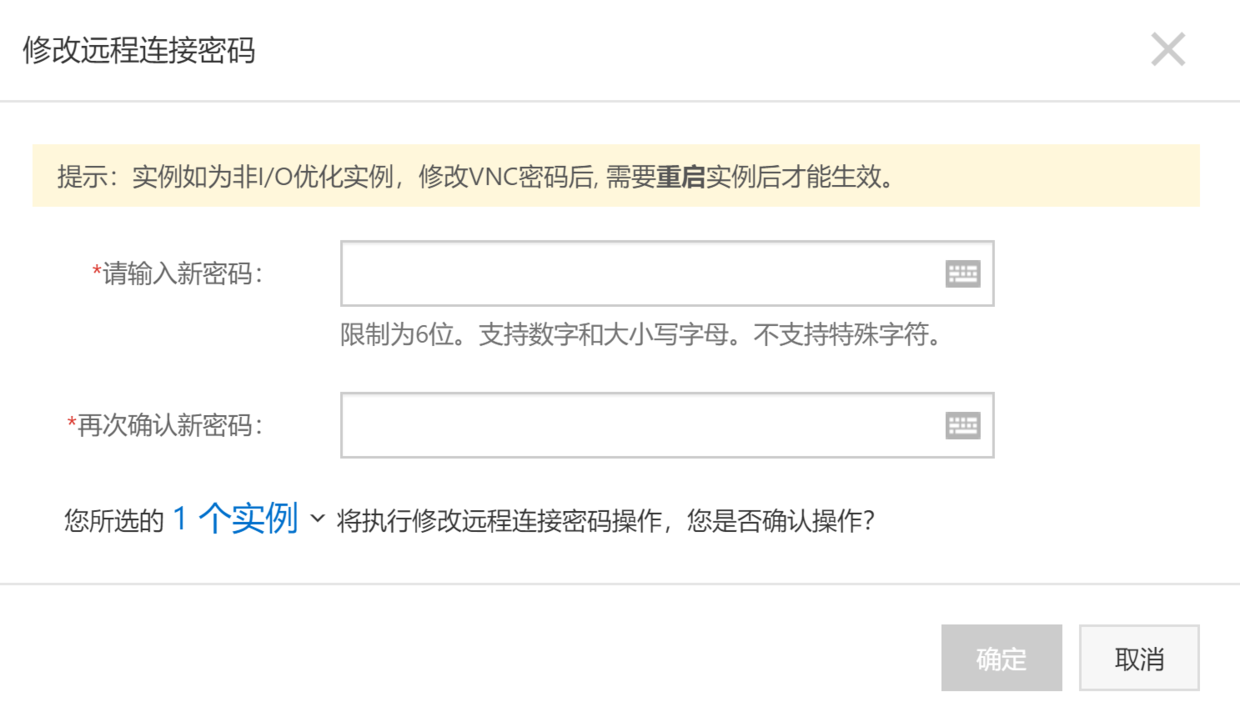 修改远程连接密码
提示：实例如为非I/O优化实例，修改VNC密码后, 需要重启实例后才能生效。
*请输入新密码：
限制为6位。支持数字和大小写字母。不支持特殊字符。
*再次确认新密码：
您所选的 1 个实例 将执行修改远程连接密码操作，您是否确认操作？
确定 取消